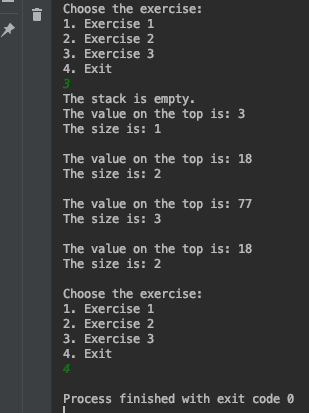 Choose the exercise:
1. Exercise 1
2. Exercise 2
3. Exercise 3
4. Exit
3
The stack is empty.
The value on the top is: 3
The size is: 1
The value on the top is: 18
The size is: 2
The value on the top is: 77
The size is: 3
The value on the top is: 18
The size is: 2
Choose the exercise:
1. Exercise 1
2. Exercise 2
3. Exercise 3
4. Exit
4
Process finished with exit code 0